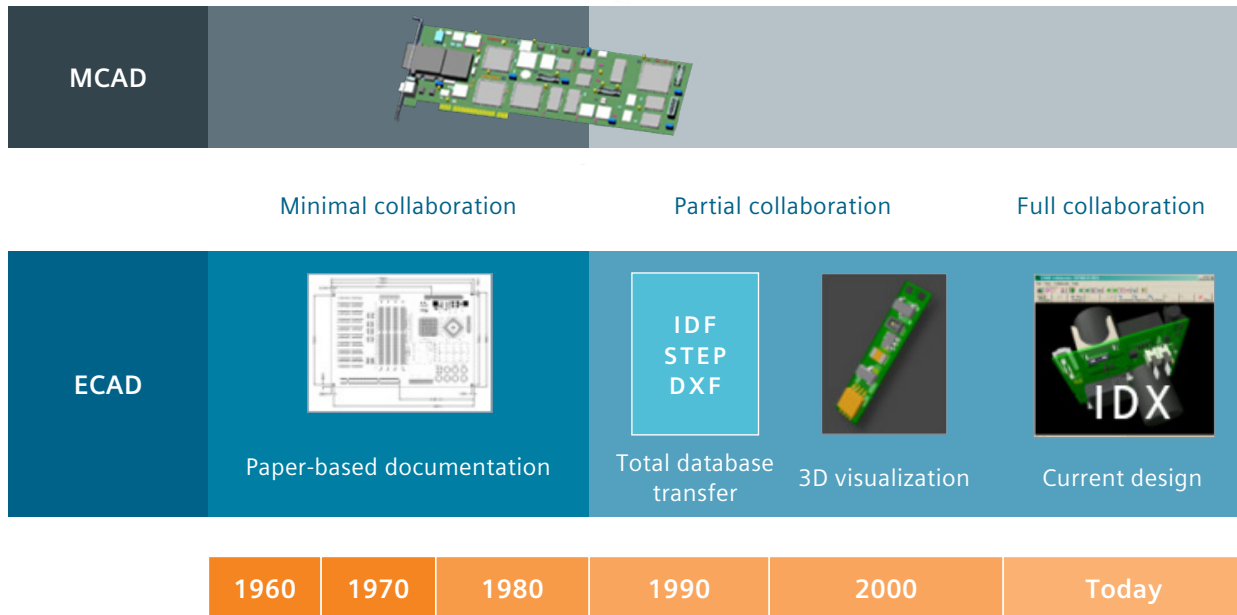 MCAD
Minimal collaboration
Partial collaboration
Full collaboration
ECAD
IDF
STEP
DXF
IDX
Paper-based documentation
Total database
transfer
3D visualization
Current design
1960
1970
1980
1990
2000
Today